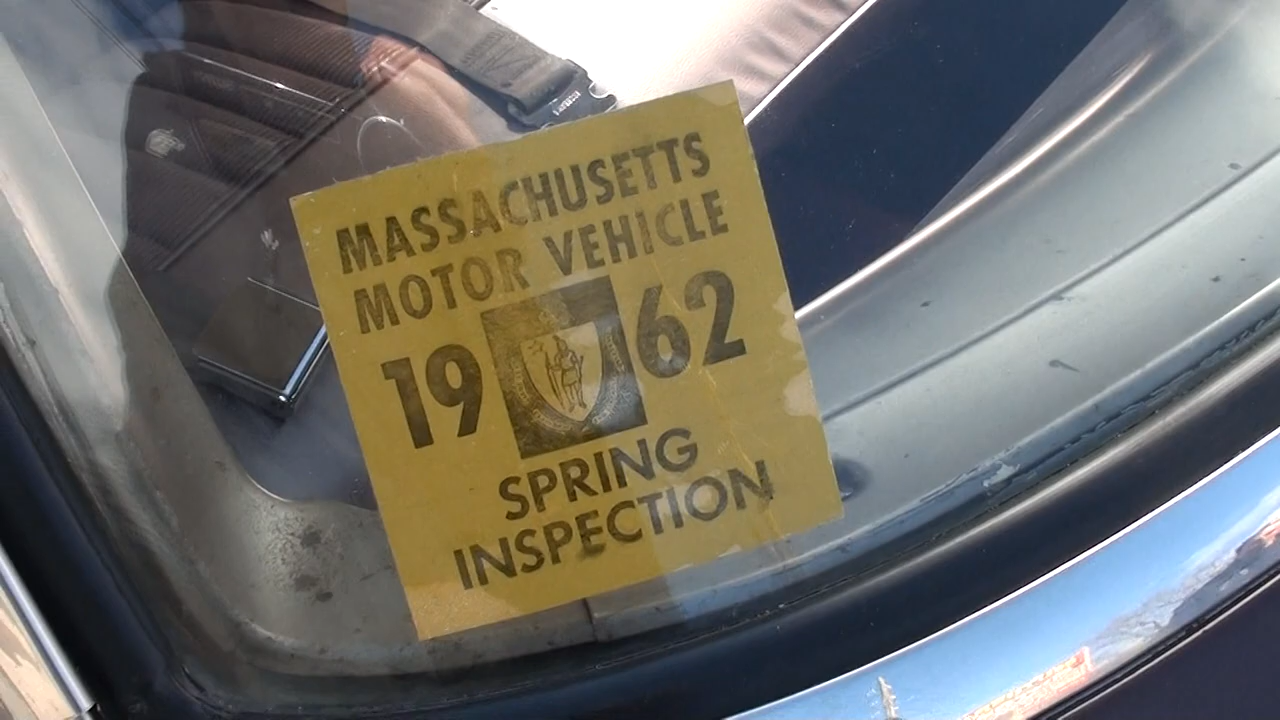 MASSACHUSETTS
MOTOR VEHICLE
19 62
SPRING
INSPECTION